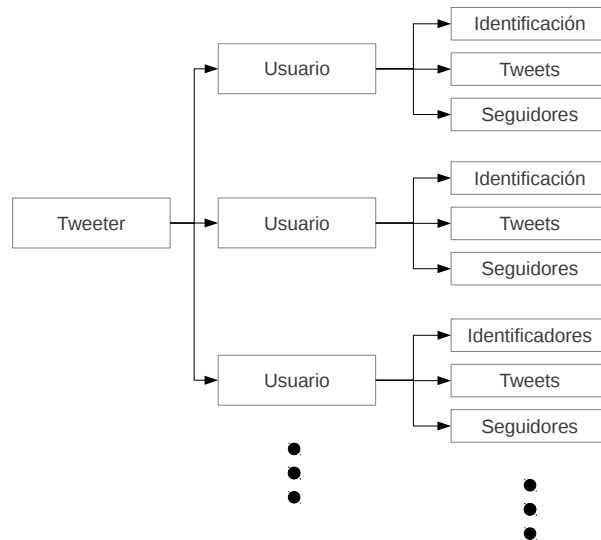 Tweeter
Usuario
Identificación
Tweets
Seguidores
Usuario
Identificación
Tweets
Seguidores
Usuario
Identificadores
Tweets
Seguidores